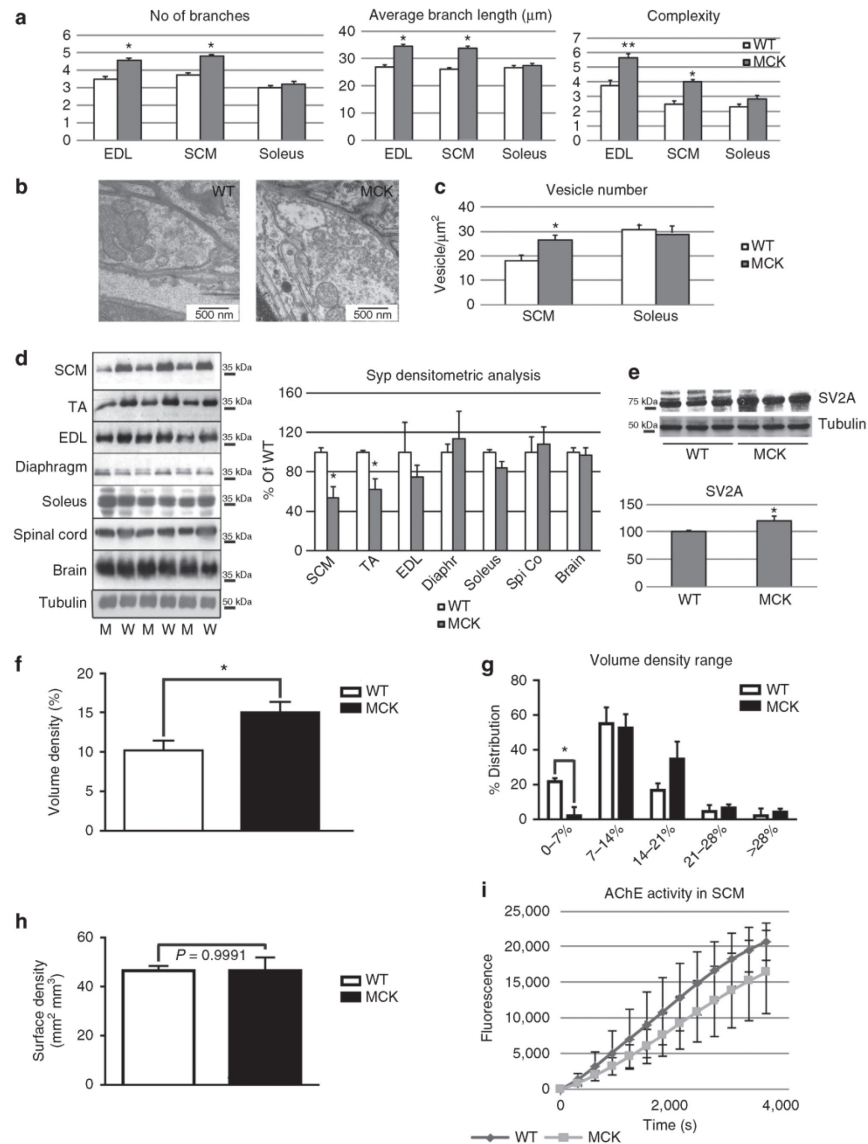 a
No of branches
6
5
4
3
2
1
0
*
*
EDL
SCM
Soleus
Average branch length (μm)
40
30
20
10
0
*
*
EDL
SCM
Soleus
Complexity
7
6
5
4
3
2
1
0
**
*
WT
MCK
EDL
SCM
Soleus
b
WT
500 nm
MCK
500 nm
c
Vesicle number
Vesicle/μm²
40
30
20
10
0
*
SCM
Soleus
WT
MCK
d
SCM
35 kDa
TA
35 kDa
EDL
35 kDa
Diaphragm
35 kDa
Soleus
35 kDa
Spinal cord
35 kDa
Brain
35 kDa
Tubulin
50 kDa
M W M W M W
Syp densitometric analysis
% Of WT
160
120
80
40
0
*
*
SCM
TA
EDL
Diaphr
Soleus
Spi Co
Brain
WT
MCK
e
75 kDa
SV2A
50 kDa
Tubulin
WT
MCK
SV2A
150
100
50
0
*
WT
MCK
f
Volume density (%)
20
15
10
5
0
*
WT
MCK
g
Volume density range
% Distribution
80
60
40
20
0
*
WT
MCK
0–7%
7–14%
14–21%
21–28%
>28%
h
Surface density
(mm² mm³)
60
40
20
0
P = 0.9991
WT
MCK
i
AChE activity in SCM
Fluorescence
25,000
20,000
15,000
10,000
5,000
0
0
2,000
4,000
Time (s)
WT
MCK